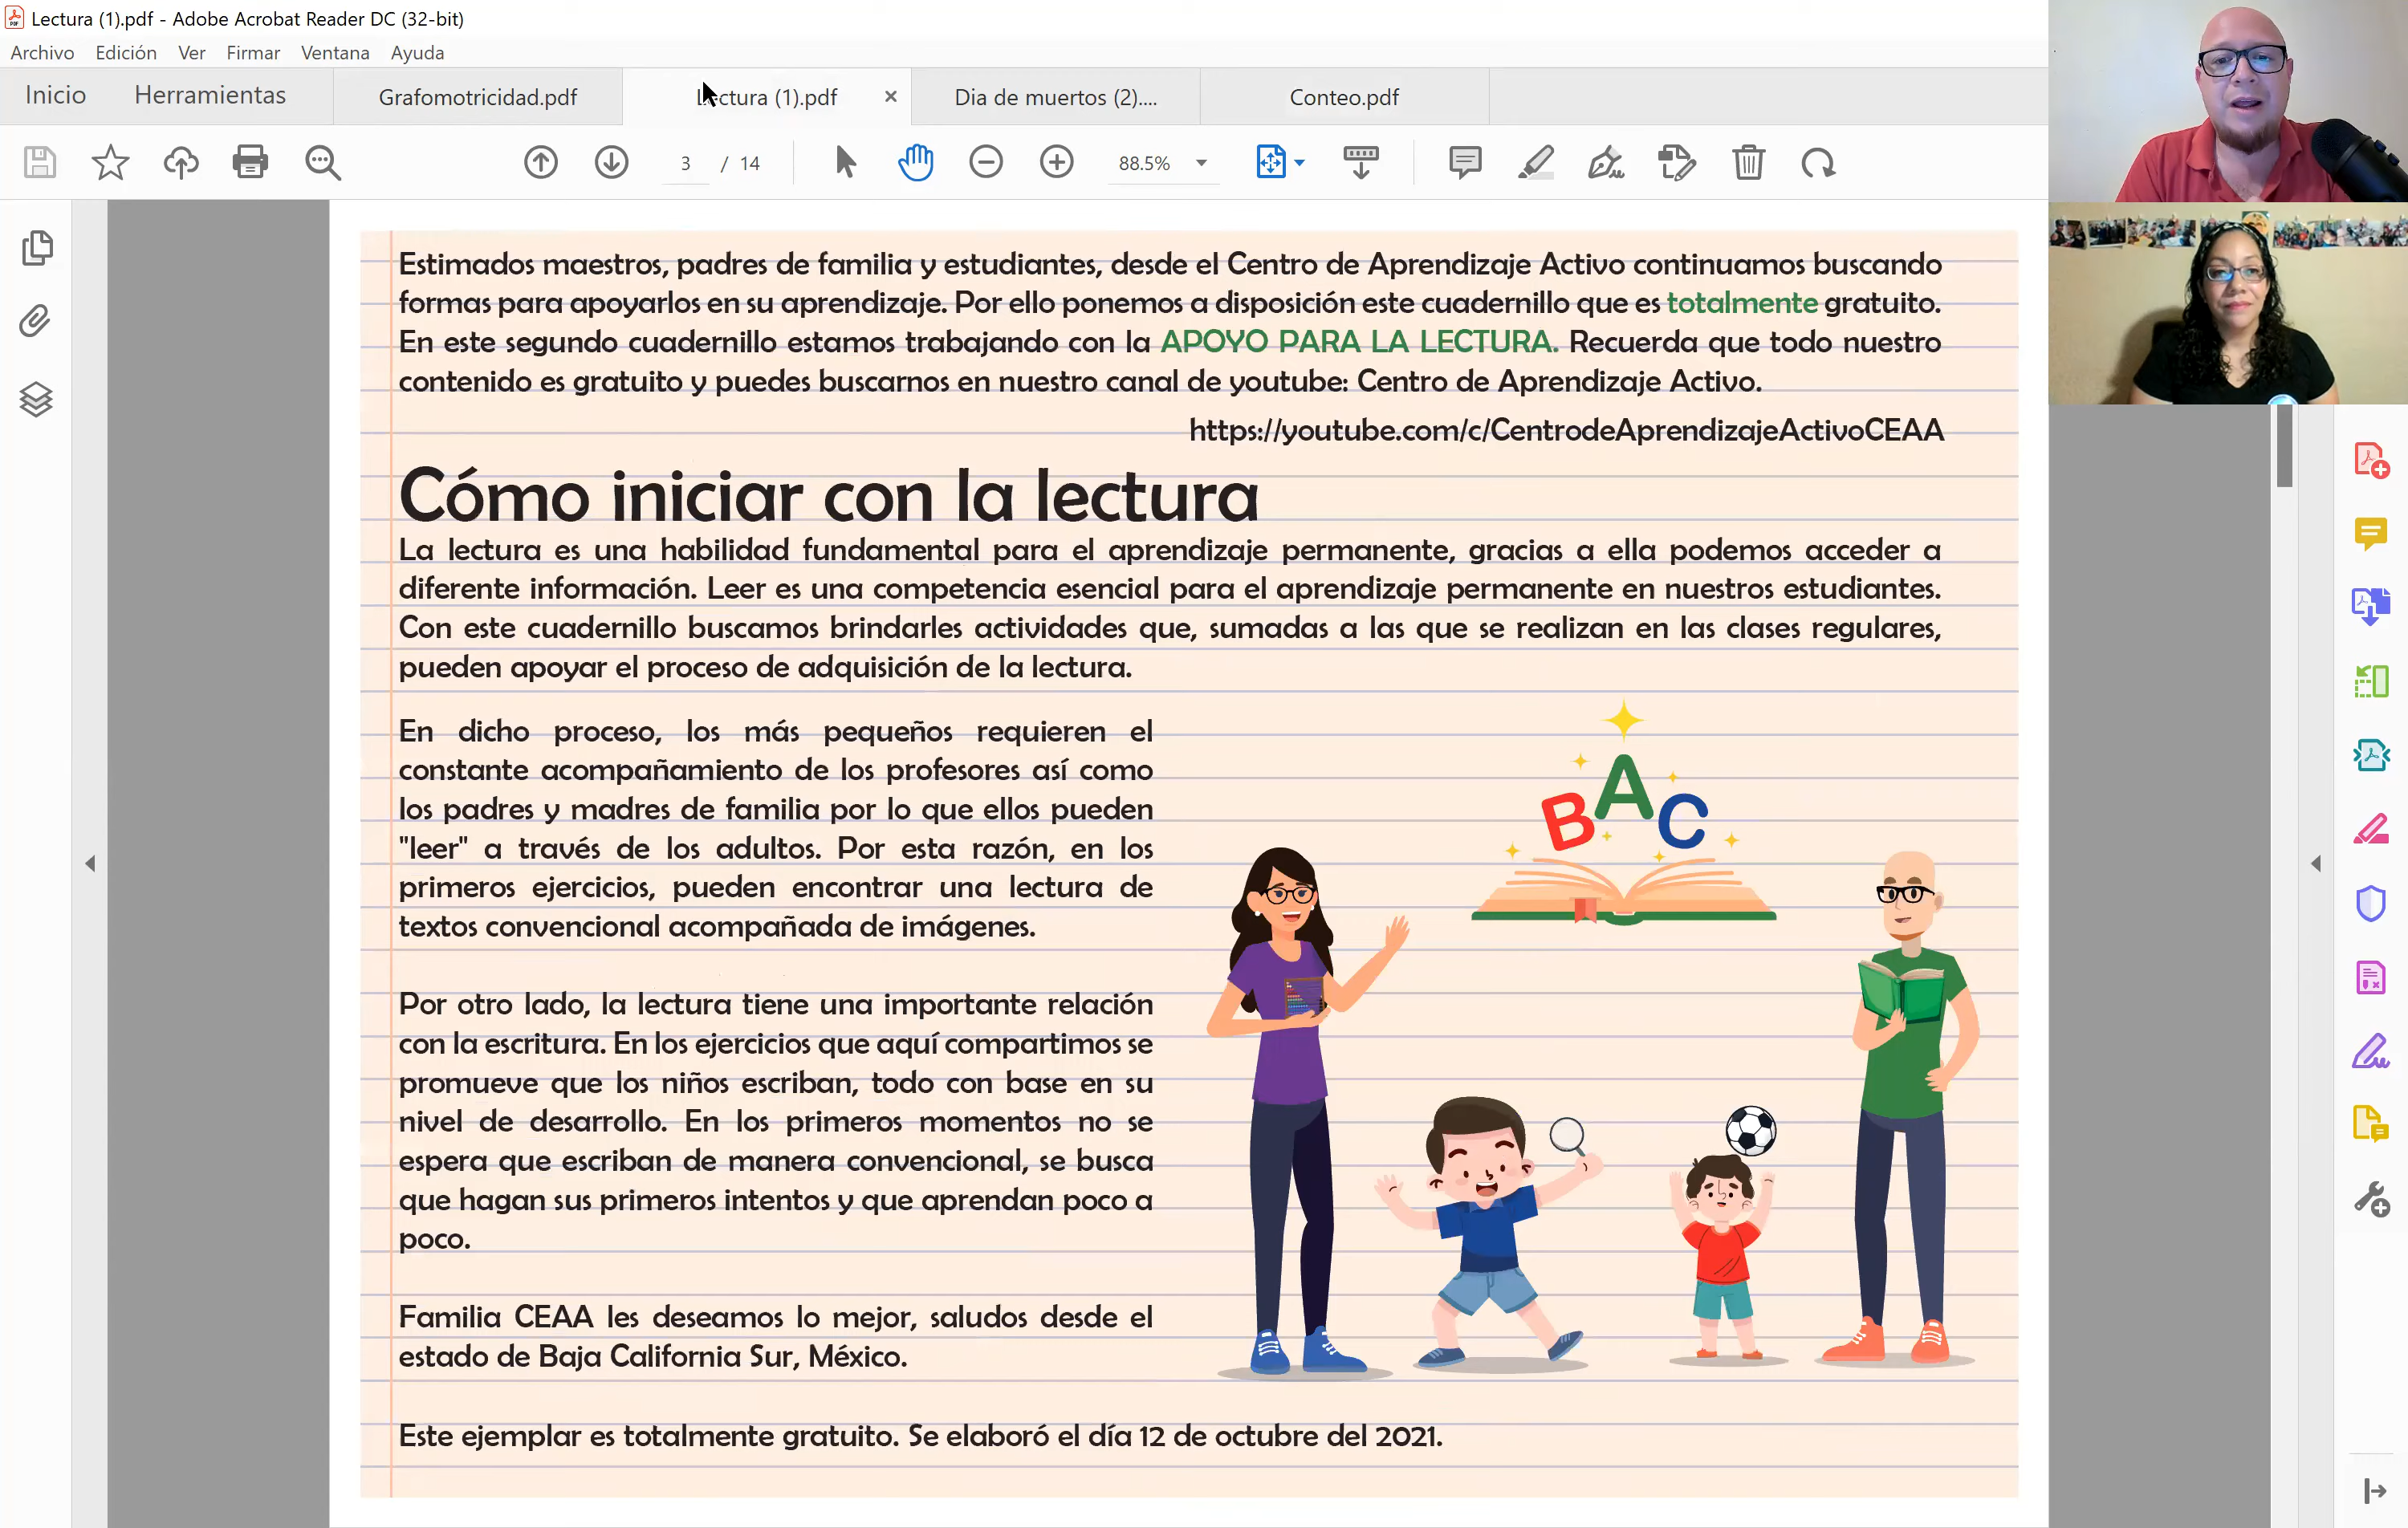 Lectura (1).pdf - Adobe Acrobat Reader DC (32-bit)
Archivo Edición Ver Firmar Ventana Ayuda
Inicio Herramientas Grafomotricidad.pdf Lectura (1).pdf Dia de muertos (2).... Conteo.pdf
3 / 14 88.5%
Estimados maestros, padres de familia y estudiantes, desde el Centro de Aprendizaje Activo continuamos buscando
formas para apoyarlos en su aprendizaje. Por ello ponemos a disposición este cuadernillo que es totalmente gratuito.
En este segundo cuadernillo estamos trabajando con la APOYO PARA LA LECTURA. Recuerda que todo nuestro
contenido es gratuito y puedes buscarnos en nuestro canal de youtube: Centro de Aprendizaje Activo.
https://youtube.com/c/CentrodeAprendizajeActivoCEAA
Cómo iniciar con la lectura
La lectura es una habilidad fundamental para el aprendizaje permanente, gracias a ella podemos acceder a
diferente información. Leer es una competencia esencial para el aprendizaje permanente en nuestros estudiantes.
Con este cuadernillo buscamos brindarles actividades que, sumadas a las que se realizan en las clases regulares,
pueden apoyar el proceso de adquisición de la lectura.
En dicho proceso, los más pequeños requieren el
constante acompañamiento de los profesores así como
los padres y madres de familia por lo que ellos pueden
"leer" a través de los adultos. Por esta razón, en los
primeros ejercicios, pueden encontrar una lectura de
textos convencional acompañada de imágenes.
Por otro lado, la lectura tiene una importante relación
con la escritura. En los ejercicios que aquí compartimos se
promueve que los niños escriban, todo con base en su
nivel de desarrollo. En los primeros momentos no se
espera que escriban de manera convencional, se busca
que hagan sus primeros intentos y que aprendan poco a
poco.
Familia CEAA les deseamos lo mejor, saludos desde el
estado de Baja California Sur, México.
Este ejemplar es totalmente gratuito. Se elaboró el día 12 de octubre del 2021.
B A C